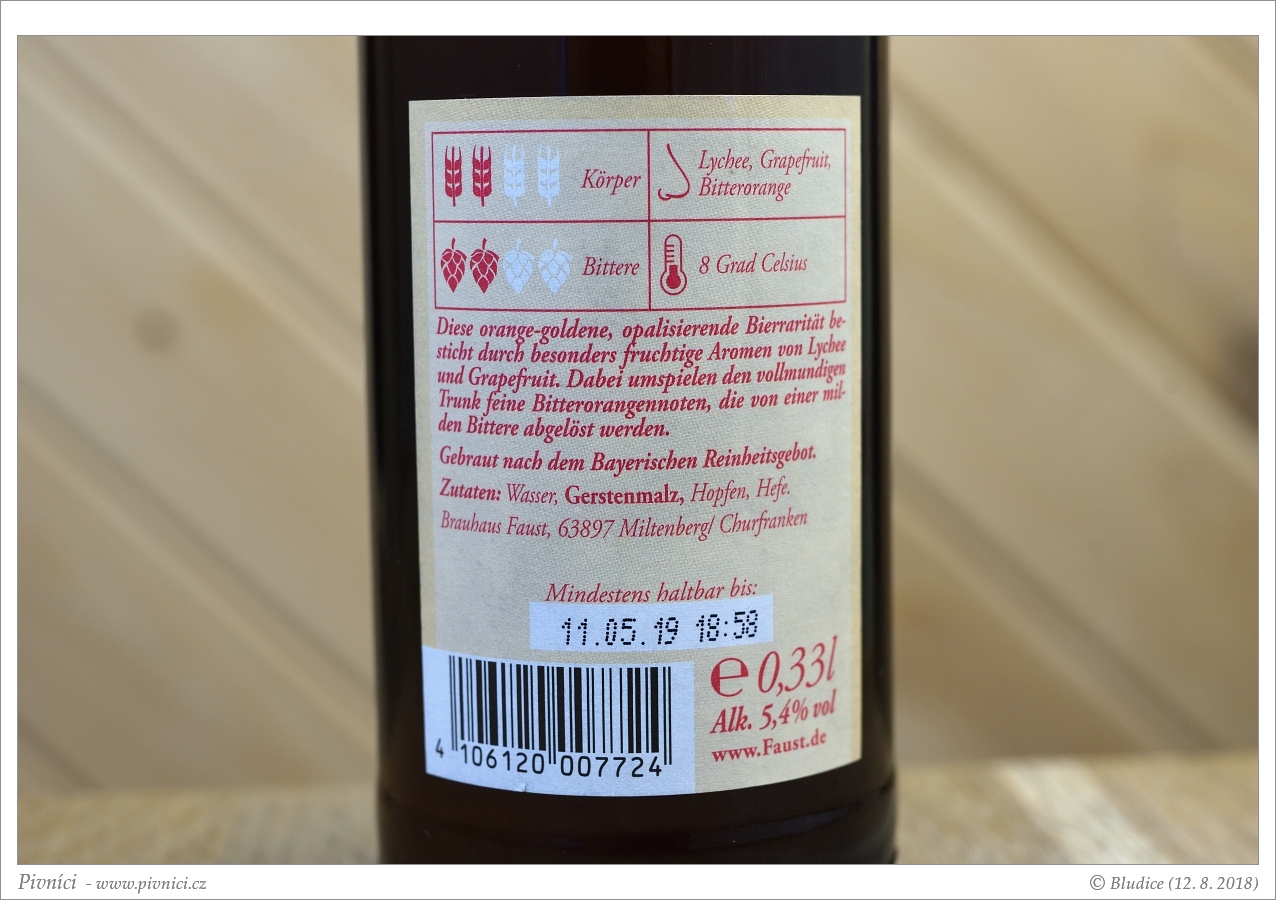 Körper
Lychee, Grapefruit,
Bitterorange
Bittere
8 Grad Celsius
Diese orange-goldene, opalisierende Bierrarität be-
sticht durch besonders fruchtige Aromen von Lychee
und Grapefruit. Dabei umspielen den vollmundigen
Trunk feine Bitterorangennoten, die von einer mil-
den Bittere abgelöst werden.
Gebraut nach dem Bayerischen Reinheitsgebot.
Zutaten: Wasser, Gerstenmalz, Hopfen, Hefe.
Brauhaus Faust, 63897 Miltenberg/ Churfranken
Mindestens haltbar bis:
11.05.19 18:58
℮ 0,33l
Alk. 5,4% vol
www.Faust.de
4 106120 007724
Pivníci - www.pivnici.cz
© Bludice (12. 8. 2018)